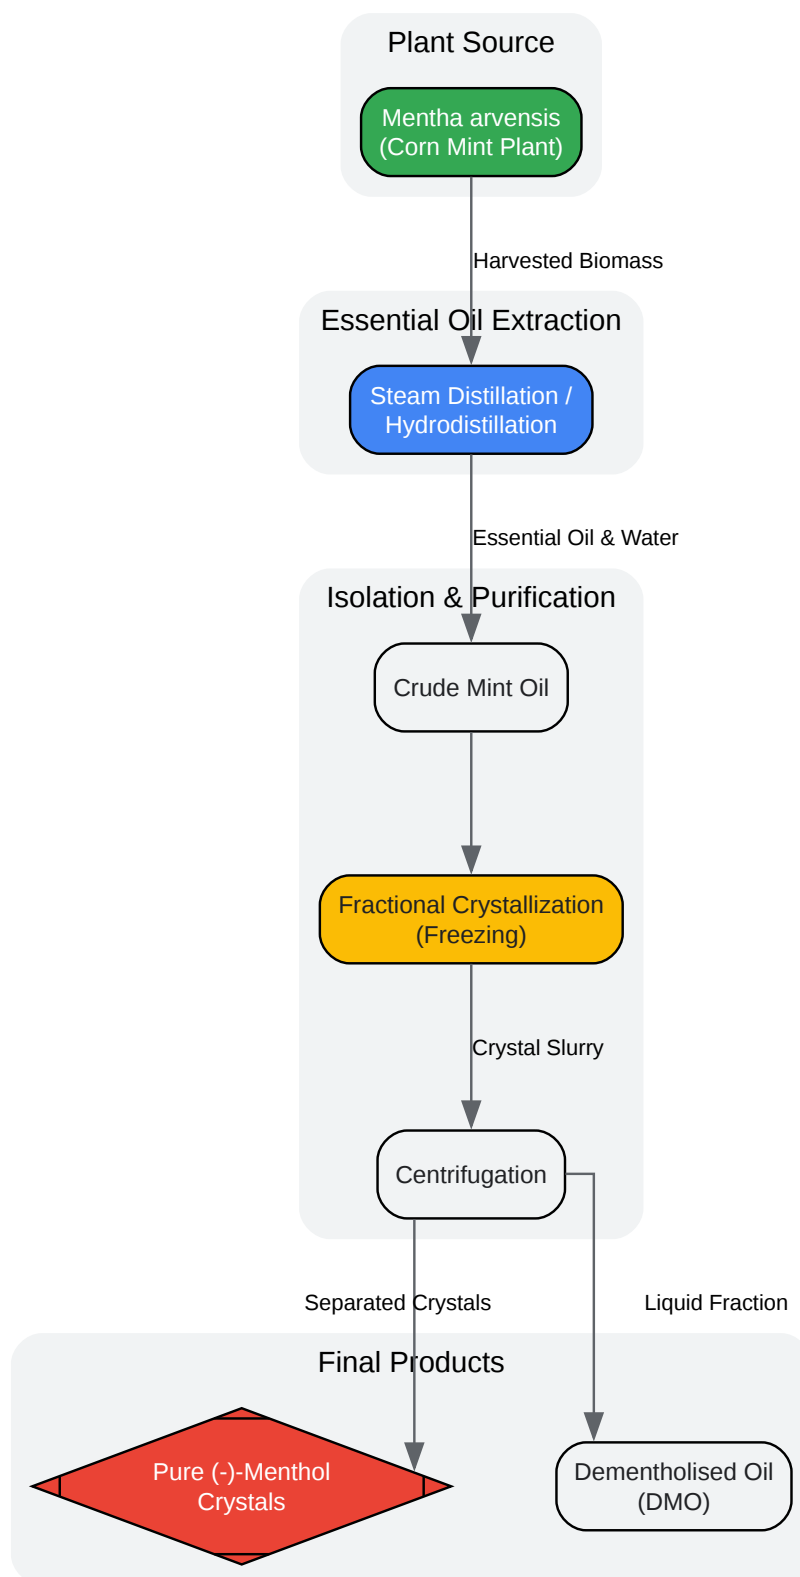 Plant Source
Mentha arvensis
(Corn Mint Plant)
Harvested Biomass
Essential Oil Extraction
Steam Distillation /
Hydrodistillation
Essential Oil & Water
Isolation & Purification
Crude Mint Oil
Fractional Crystallization
(Freezing)
Crystal Slurry
Centrifugation
Separated Crystals
Liquid Fraction
Final Products
Pure (-)-Menthol
Crystals
Dementholised Oil
(DMO)